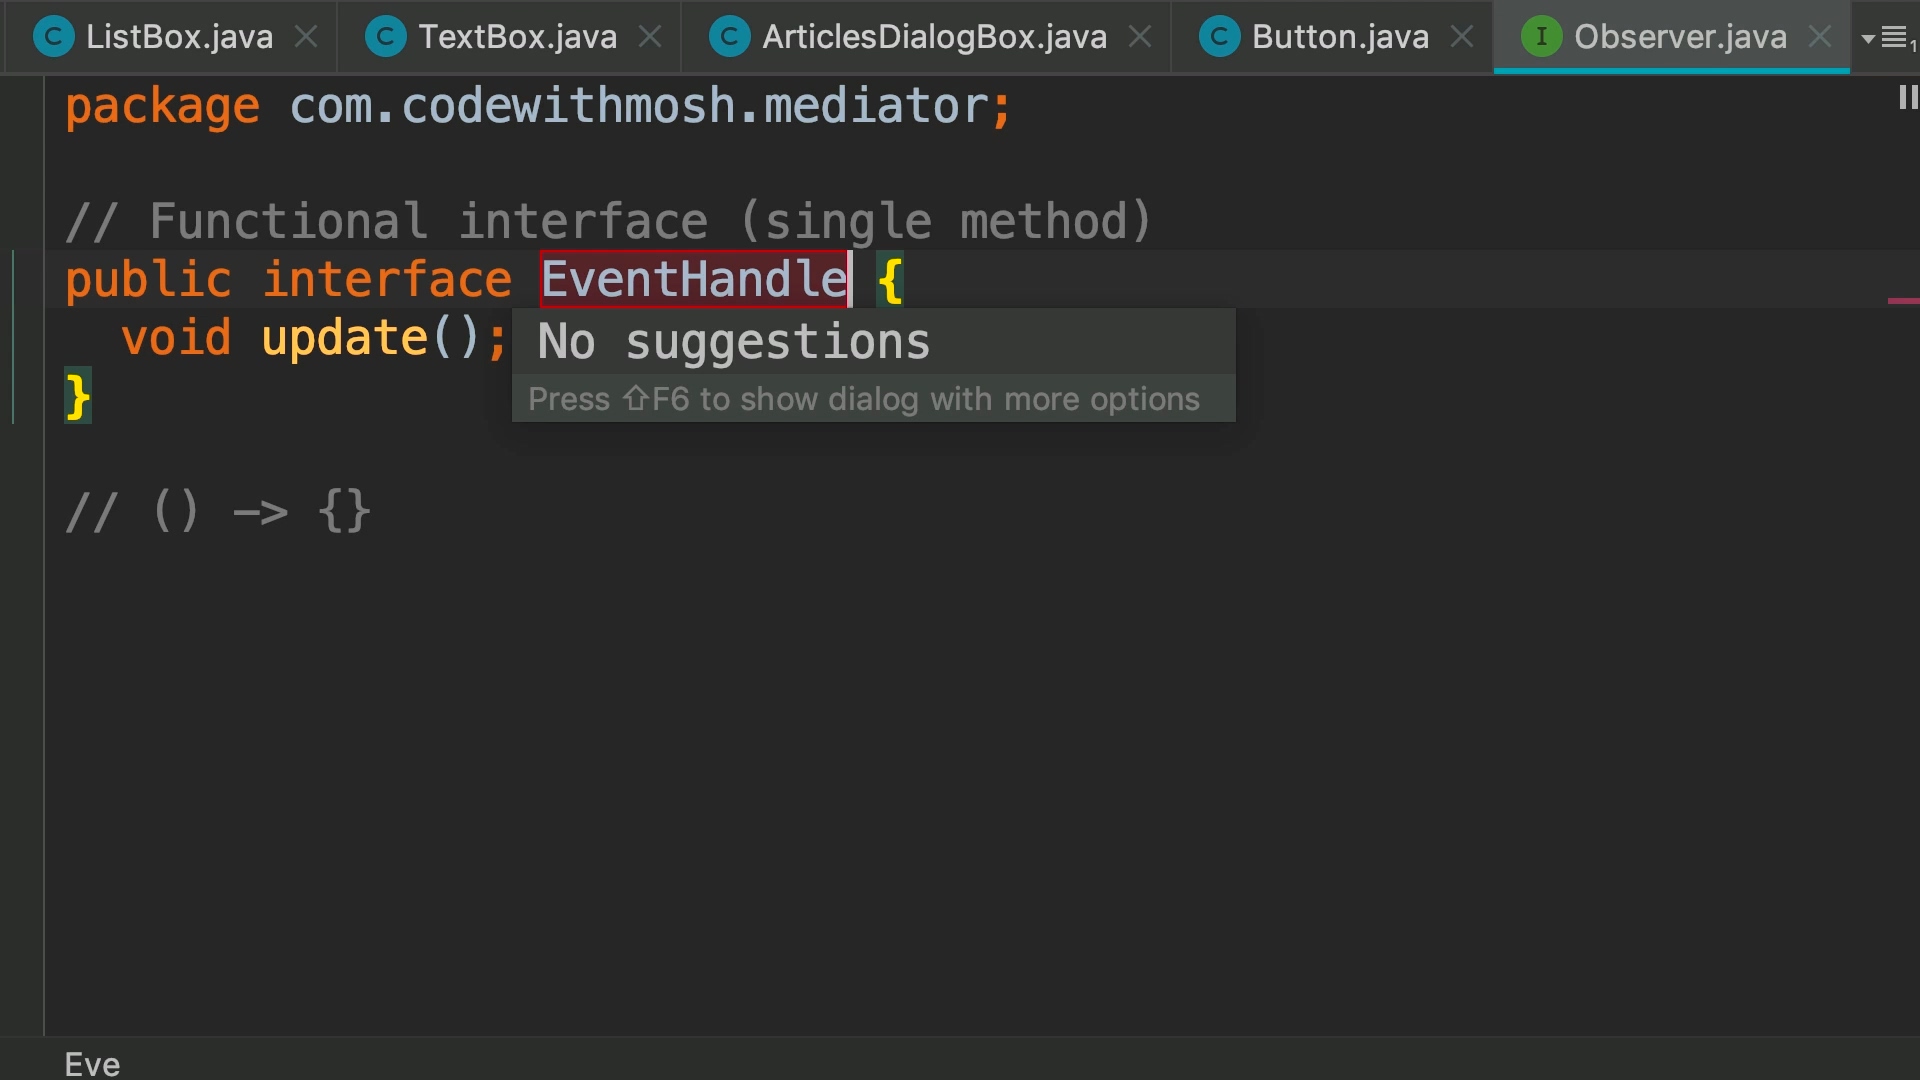 ListBox.java TextBox.java ArticlesDialogBox.java Button.java Observer.java
package com.codewithmosh.mediator;
// Functional interface (single method)
public interface EventHandle {
void update();
No suggestions
Press ⇧F6 to show dialog with more options
}
// () -> {}
Eve